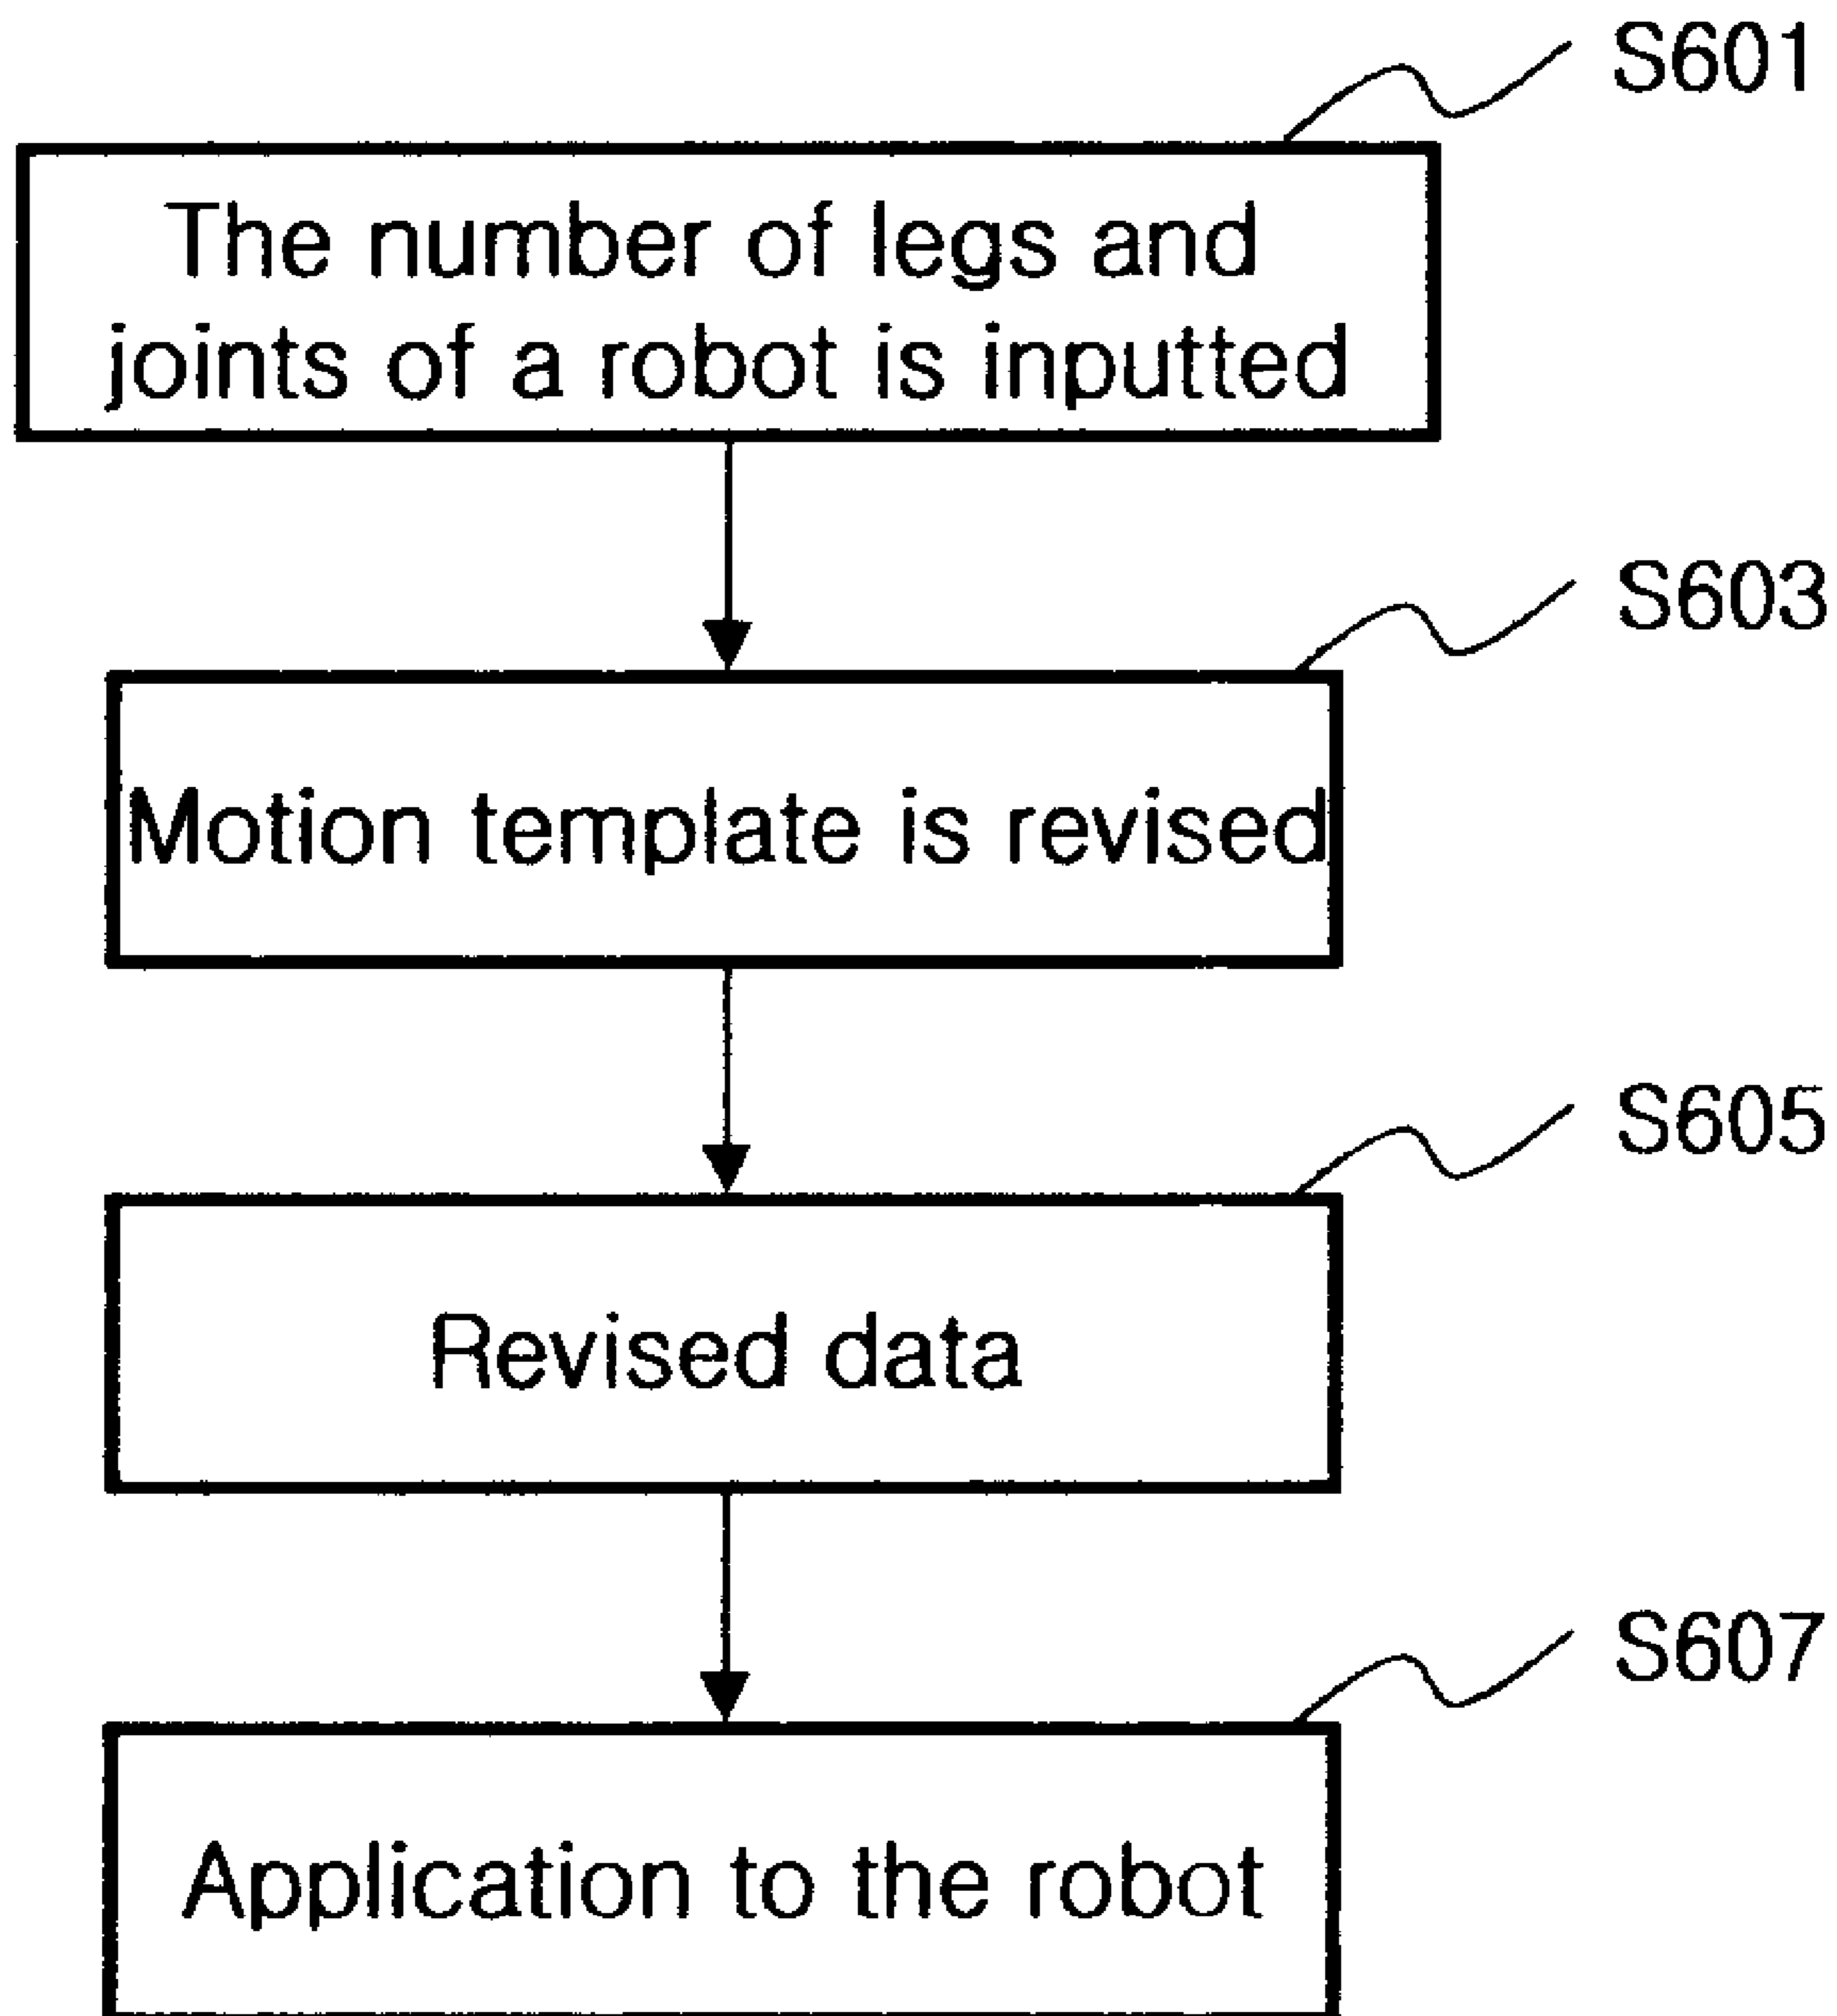 S601
The number of legs and
joints of a robot is inputted
S603
Motion template is revised
S605
Revised data
S607
Application to the robot